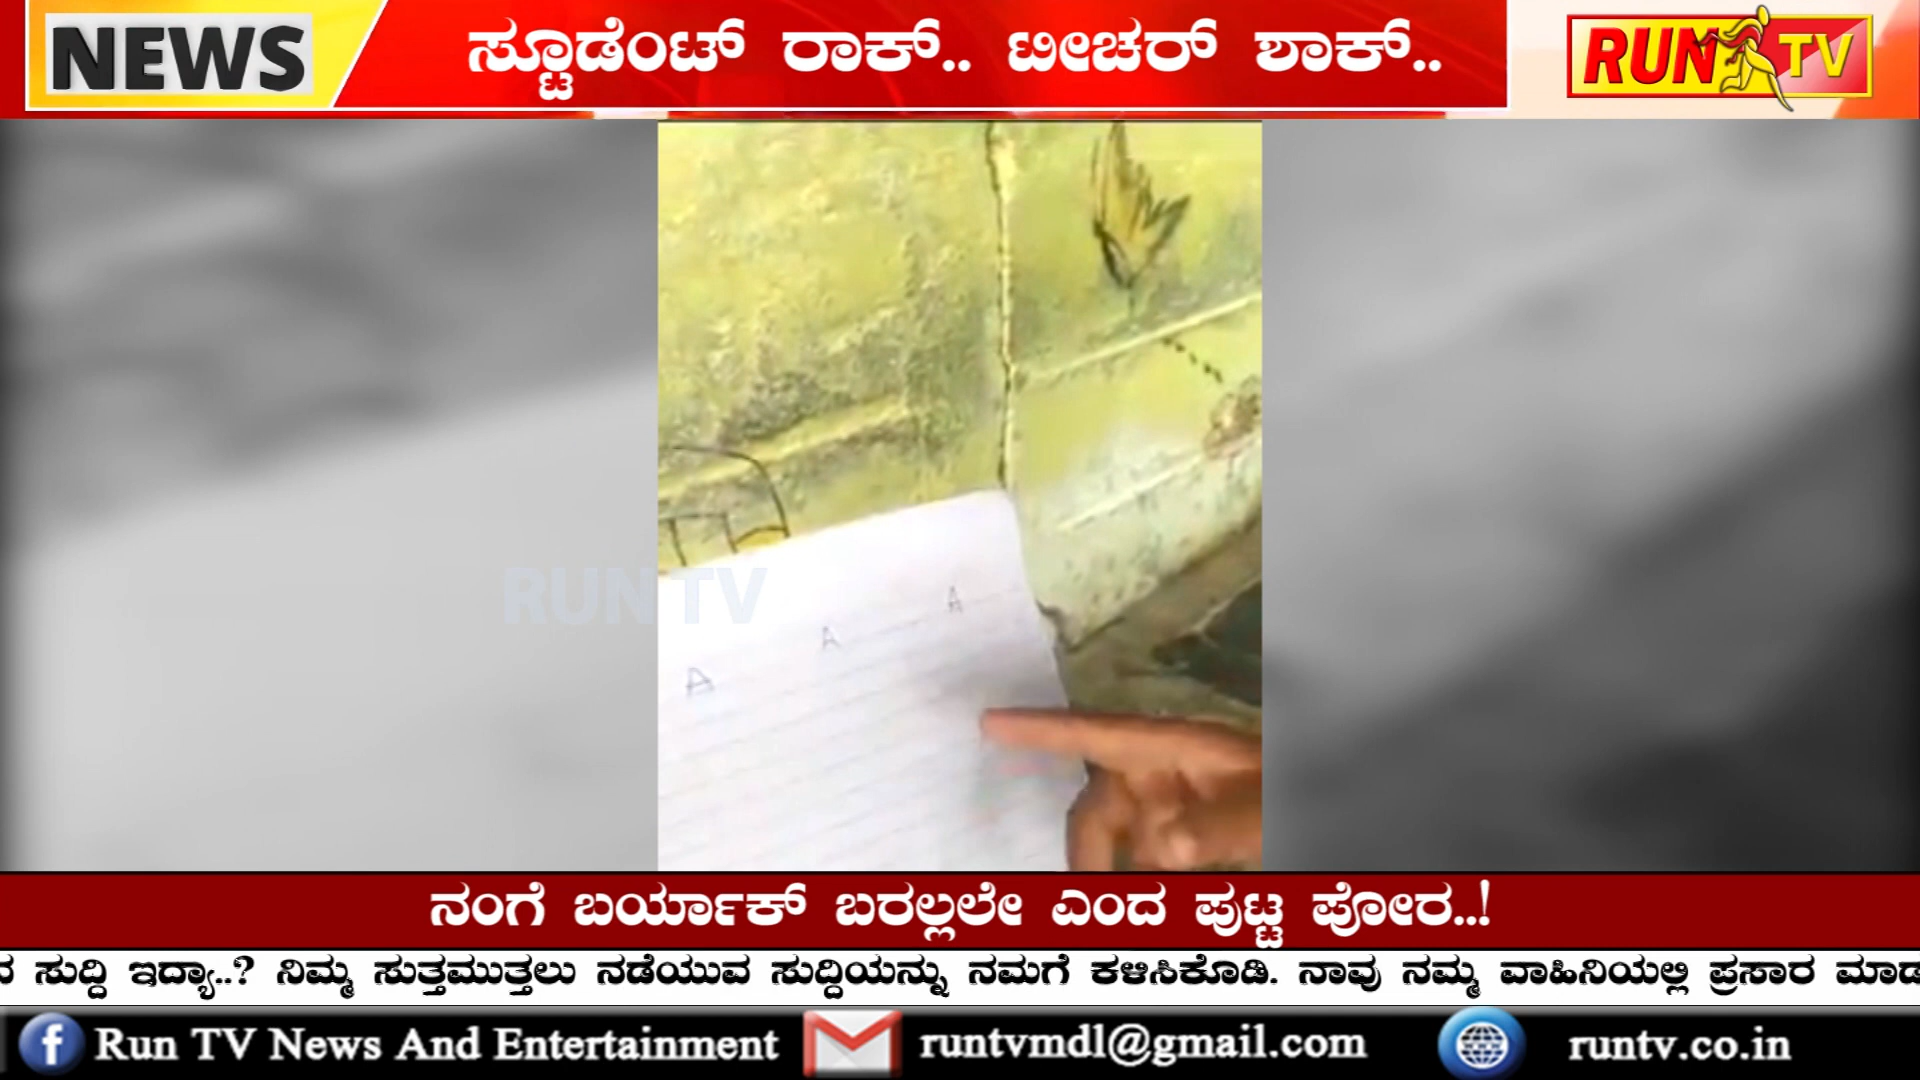 NEWS
ಸ್ಟೂಡೆಂಟ್ ರಾಕ್.. ಟೀಚರ್ ಶಾಕ್..
RUN TV
RUN TV
A A A
ನಂಗೆ ಬರ್ಯಾಕ್ ಬರಲ್ಲಲೇ ಎಂದ ಪುಟ್ಟ ಪೋರ..!
ಸುದ್ದಿ ಇದ್ಯಾ..? ನಿಮ್ಮ ಸುತ್ತಮುತ್ತಲು ನಡೆಯುವ ಸುದ್ದಿಯನ್ನು ನಮಗೆ ಕಳಿಸಿಕೊಡಿ. ನಾವು ನಮ್ಮ ವಾಹಿನಿಯಲ್ಲಿ ಪ್ರಸಾರ ಮಾಡ
Run TV News And Entertainment runtvmdl@gmail.com runtv.co.in